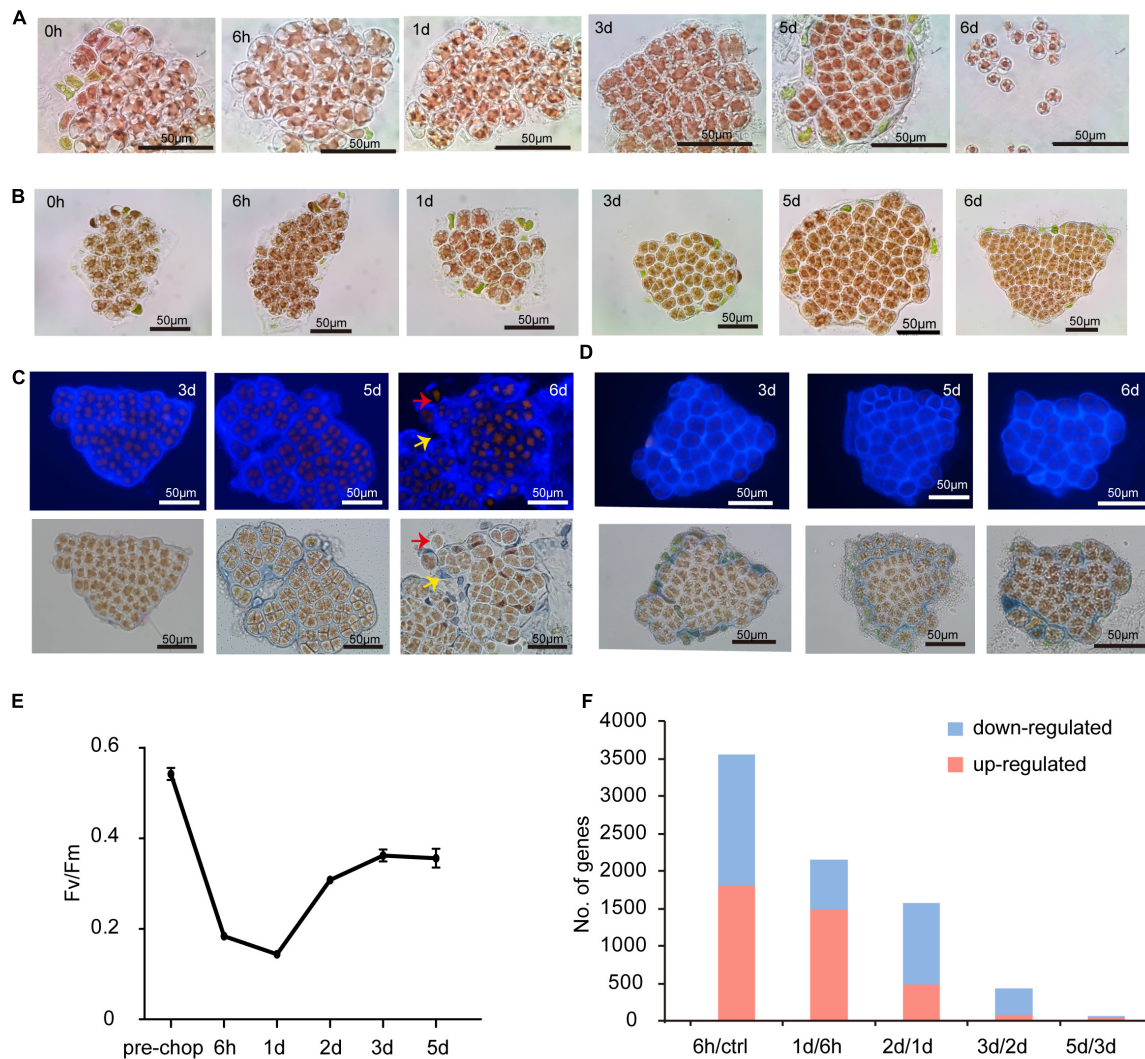 A
0h
6h
1d
3d
5d
6d
50µm
50µm
50µm
50µm
50µm
50µm
B
0h
6h
1d
3d
5d
6d
50µm
50µm
50µm
50µm
50µm
50µm
C
3d
5d
6d
50µm
50µm
50µm
50µm
50µm
50µm
D
3d
5d
6d
50µm
50µm
50µm
50µm
50µm
50µm
E
Fv/Fm
0.6
0.4
0.2
0
pre-chop 6h 1d 2d 3d 5d
F
No. of genes
4000
3500
3000
2500
2000
1500
1000
500
0
down-regulated
up-regulated
6h/ctrl 1d/6h 2d/1d 3d/2d 5d/3d